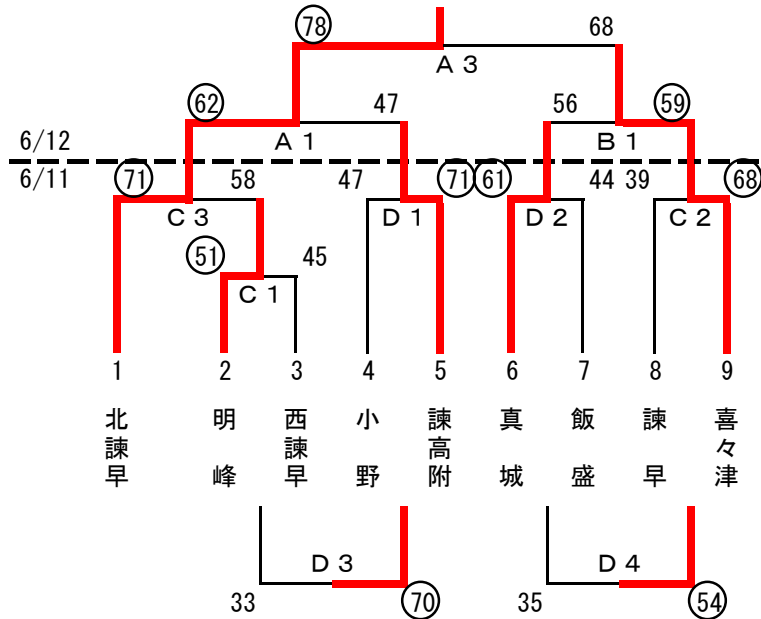 78 68
A 3
62 47 56 59
6/12 A 1 B 1
6/11 71 58 47 71 61 44 39 68
C 3 D 1 D 2 C 2
51 45
C 1
1 2 3 4 5 6 7 8 9
北諫早 明峰 西諫早 小野 諫高附 真城 飯盛 諫早 喜々津
D 3 D 4
33 70 35 54